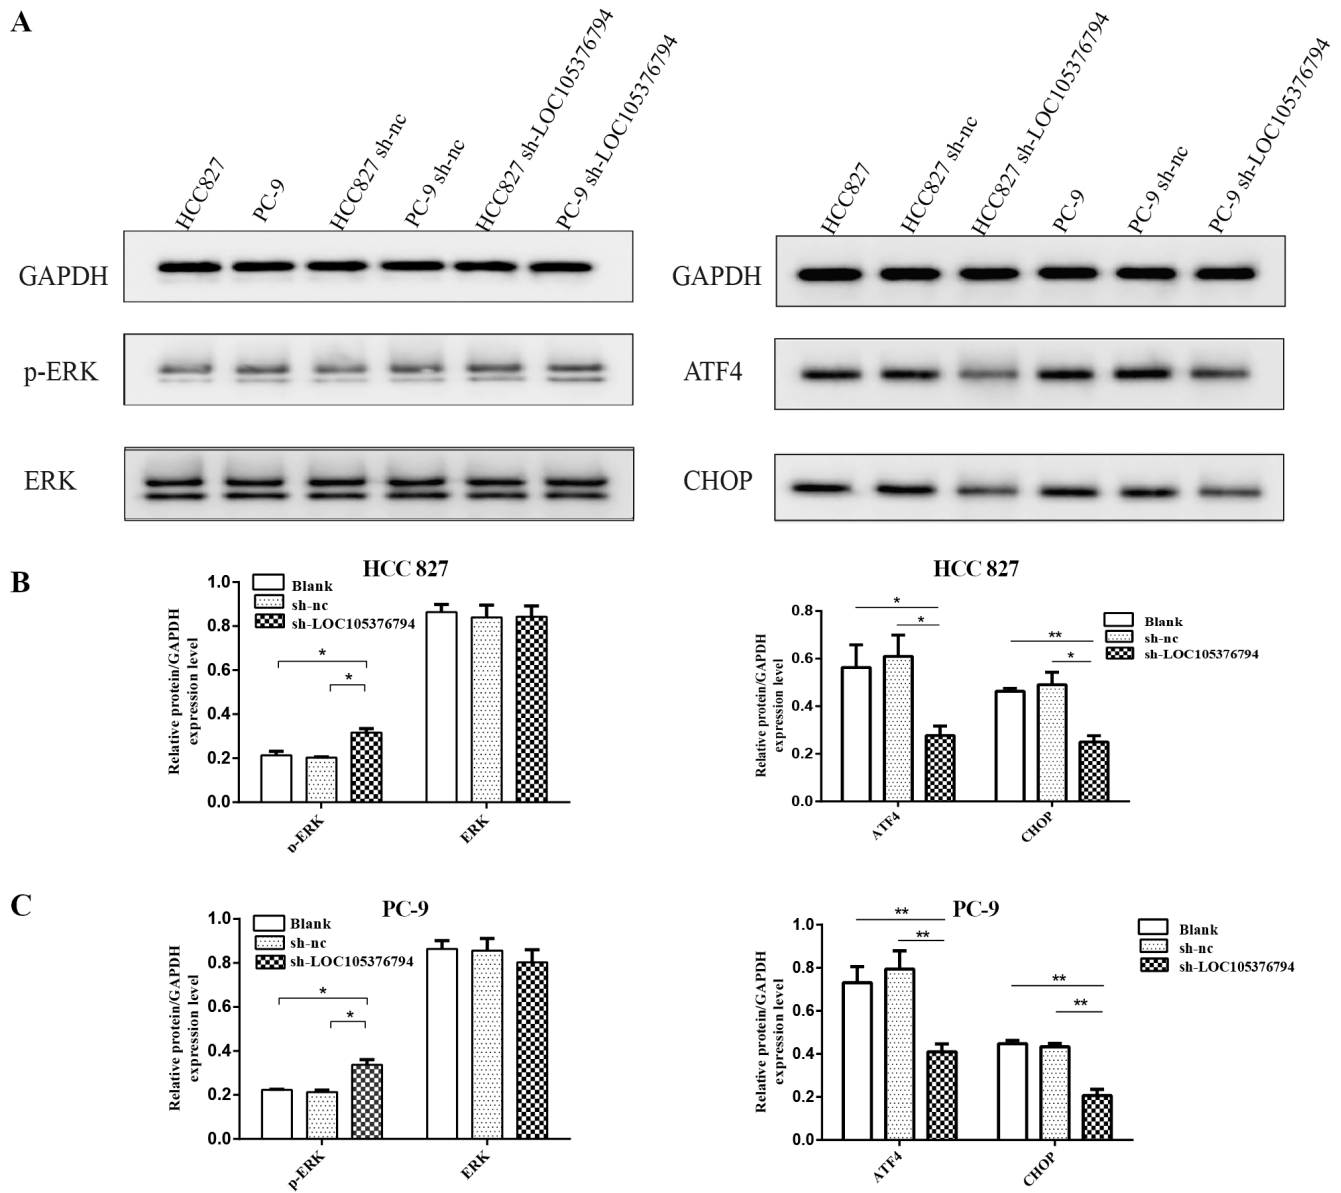 A
HCC827
PC-9
HCC827 sh-nc
PC-9 sh-nc
HCC827 sh-LOC105376794
PC-9 sh-LOC105376794
GAPDH
p-ERK
ERK
HCC827
HCC827 sh-nc
HCC827 sh-LOC105376794
PC-9
PC-9 sh-nc
PC-9 sh-LOC105376794
GAPDH
ATF4
CHOP
B
HCC 827
Relative protein/GAPDH
expression level
1.0
0.8
0.6
0.4
0.2
0.0
Blank
sh-nc
sh-LOC105376794
*
*
p-ERK
ERK
HCC 827
Relative protein/GAPDH
expression level
0.8
0.6
0.4
0.2
0.0
*
*
**
*
Blank
sh-nc
sh-LOC105376794
ATF4
CHOP
C
PC-9
Relative protein/GAPDH
expression level
1.0
0.8
0.6
0.4
0.2
0.0
Blank
sh-nc
sh-LOC105376794
*
*
p-ERK
ERK
PC-9
Relative protein/GAPDH
expression level
1.0
0.8
0.6
0.4
0.2
0.0
**
**
**
**
Blank
sh-nc
sh-LOC105376794
ATF4
CHOP